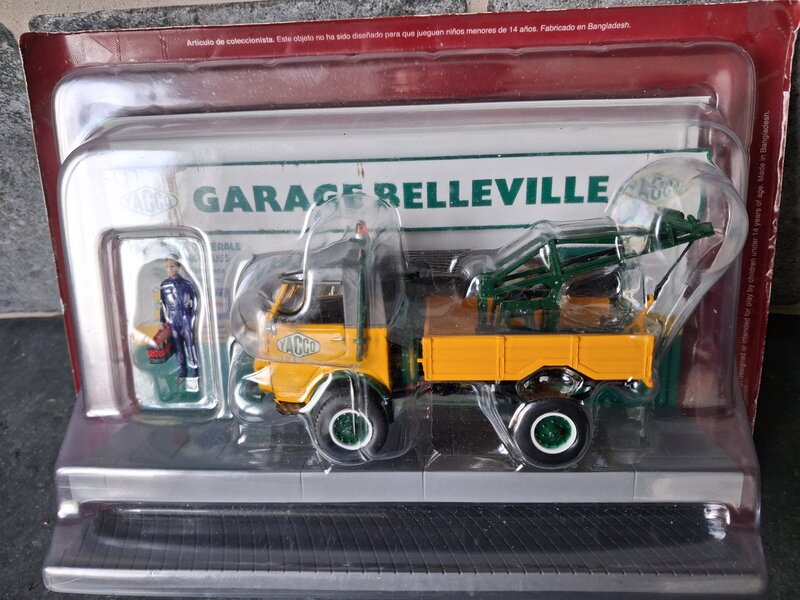 Artículo de coleccionista. Este objeto no ha sido diseñado para que jueguen niños menores de 14 años. Fabricado en Bangladesh.
YACCO
GARAGE BELLEVILLE
YACCO
designed or intended for play by children under 14 years of age. Made in Bangladesh.